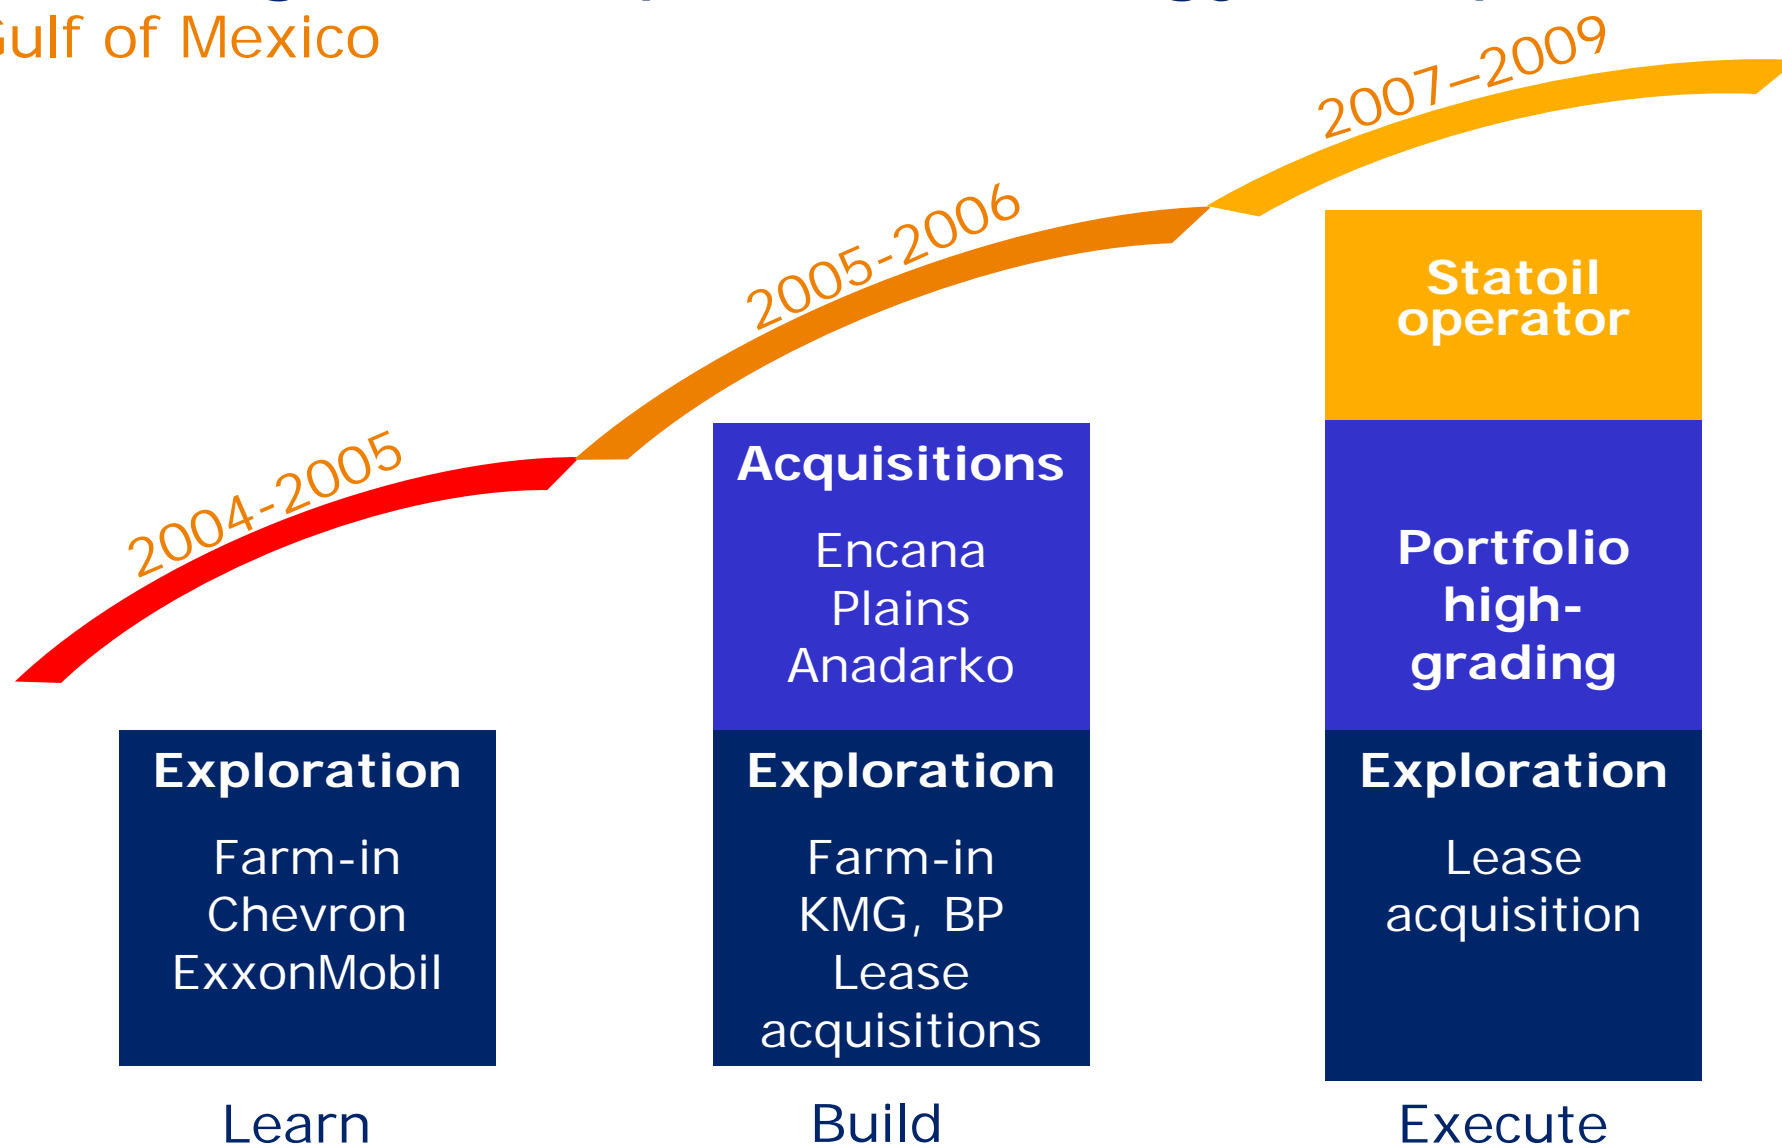 Gulf of Mexico
2004-2005
2005-2006
2007–2009
Exploration
Farm-in
Chevron
ExxonMobil
Learn
Acquisitions
Encana
Plains
Anadarko
Exploration
Farm-in
KMG, BP
Lease
acquisitions
Build
Statoil
operator
Portfolio
high-
grading
Exploration
Lease
acquisition
Execute